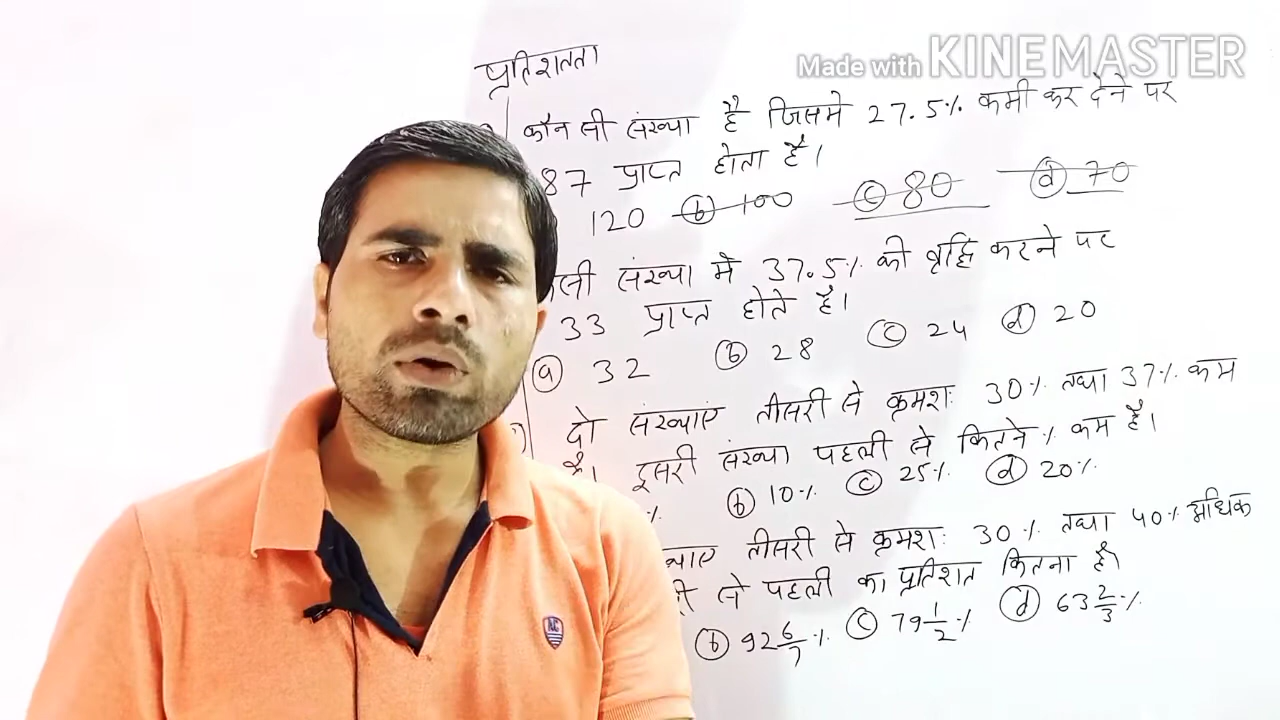 Made with KINEMASTER
प्रतिशतता
कौन सी संख्या है जिसमे 27.5% कमी कर देने पर
87 प्राप्त होता है।
120 (b) 100 (c) 80 (d) 70
संख्या मे 37.5% की वृद्धि करने पर
33 प्राप्त होते है।
(a) 32 (b) 28 (c) 24 (d) 20
दो संख्याएं तीसरी से क्रमशः 30% तथा 37% कम
है। दूसरी संख्या पहली से कितने % कम है।
% (b) 10% (c) 25% (d) 20%
तीसरी से क्रमशः 30% तथा 40% अधिक
से पहली का प्रतिशत कितना है।
(b) 92 6/7 % (c) 79 1/2 % (d) 63 2/3 %